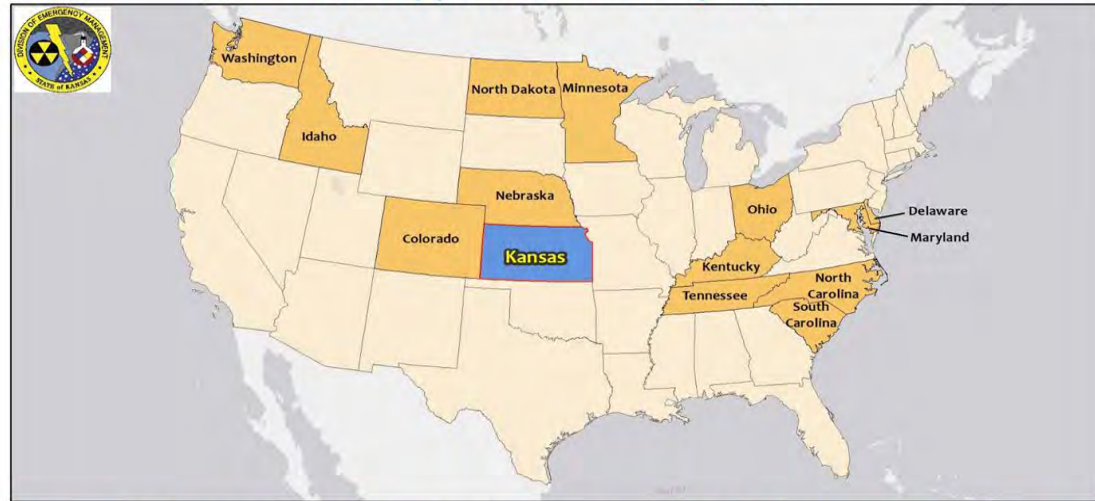 DIVISION OF EMERGENCY MANAGEMENT
STATE of KANSAS
Washington
North Dakota
Minnesota
Idaho
Nebraska
Ohio
Delaware
Maryland
Colorado
Kansas
Kentucky
Tennessee
North
Carolina
South
Carolina